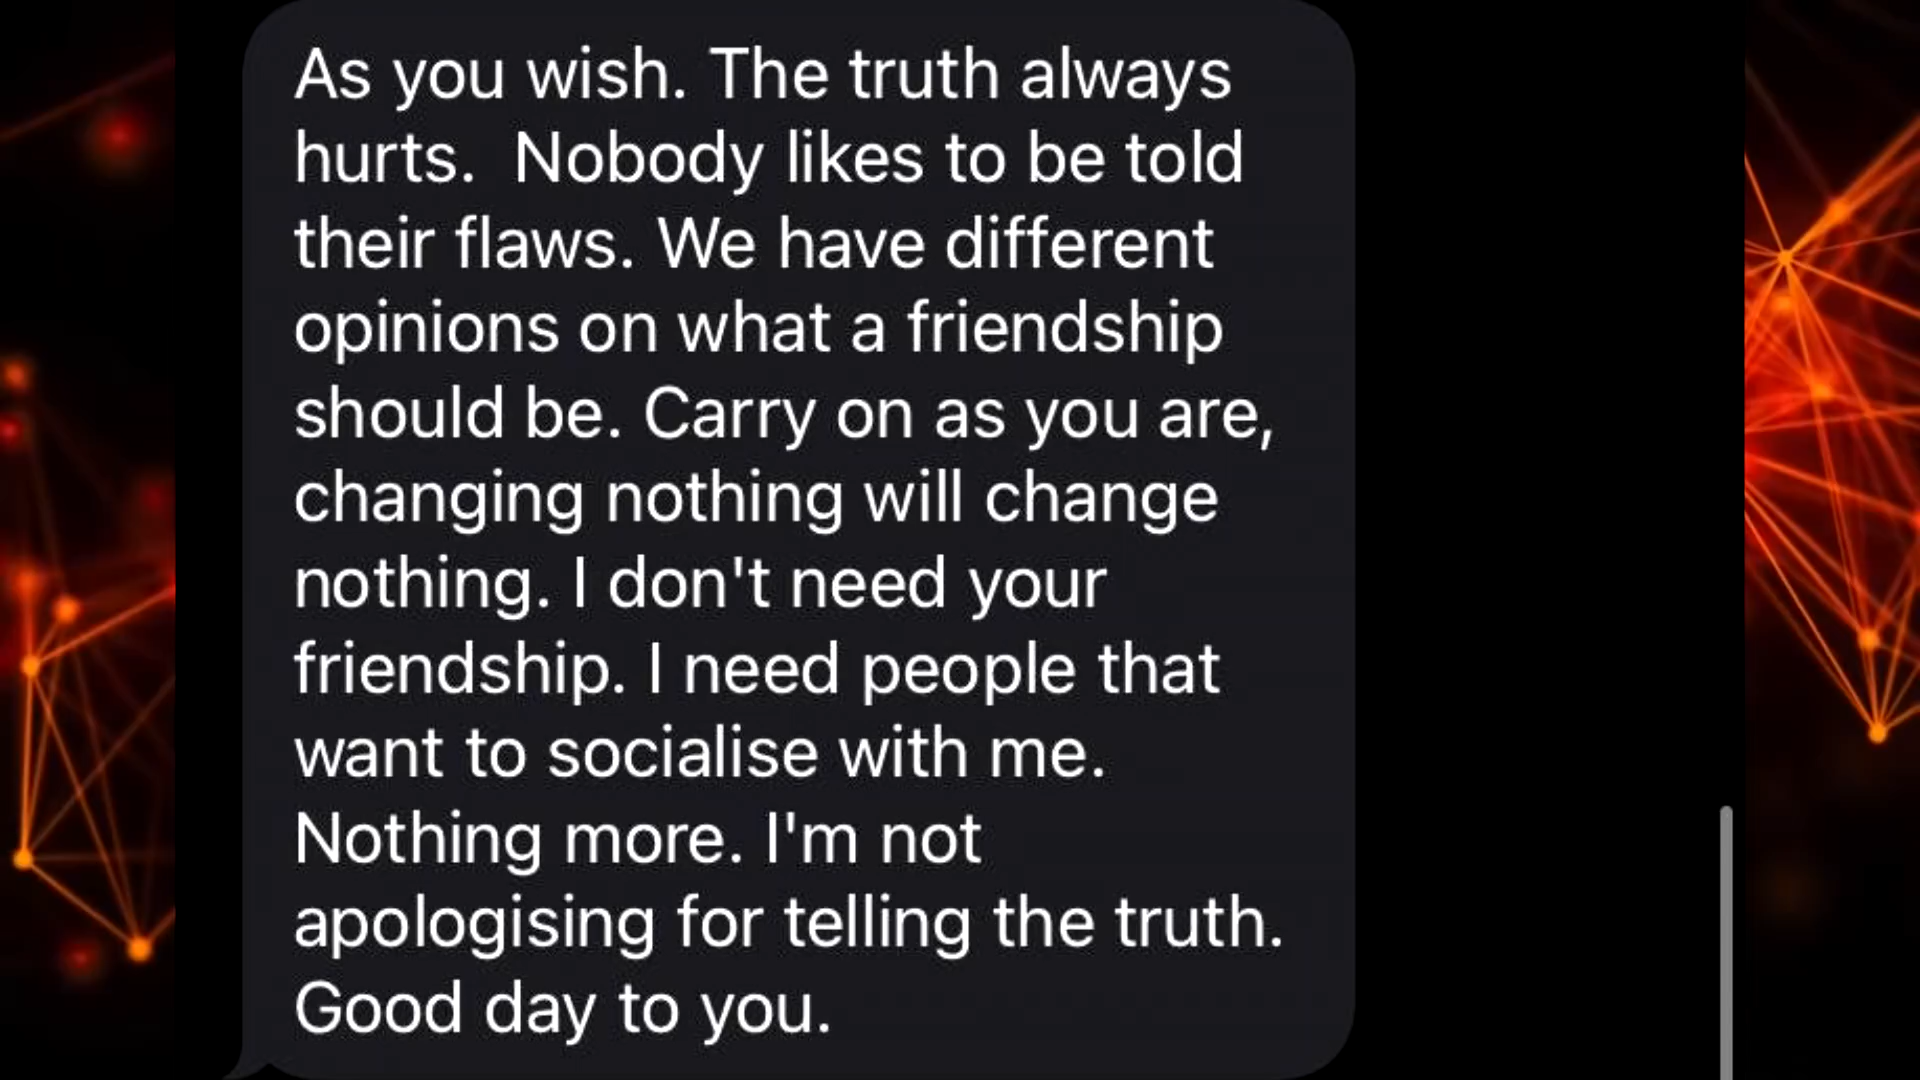 As you wish. The truth always
hurts.  Nobody likes to be told
their flaws. We have different
opinions on what a friendship
should be. Carry on as you are,
changing nothing will change
nothing. I don't need your
friendship. I need people that
want to socialise with me.
Nothing more. I'm not
apologising for telling the truth.
Good day to you.